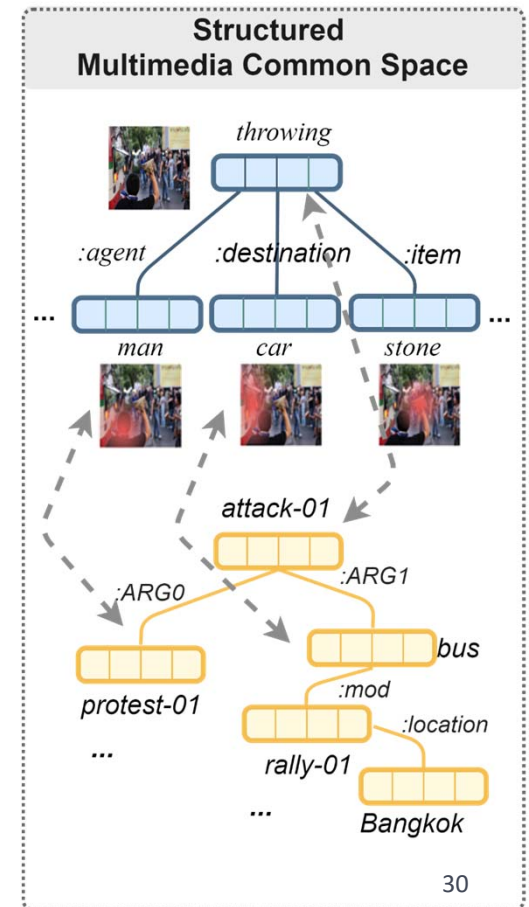 Structured
Multimedia Common Space
throwing
:agent
:destination
:item
...
...
man
car
stone
attack-01
:ARG0
:ARG1
bus
protest-01
:mod
:location
...
rally-01
...
Bangkok
30